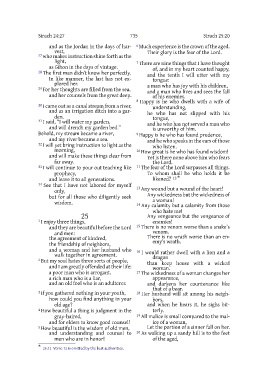 Sirach 24:27 735 Sirach 25:20
and as the Jordan in the days of har-
vest,
27 who makes instruction shine forth as the
light,
as Gihon in the days of vintage.
28 The first man didn’t know her perfectly.
In like manner, the last has not ex-
plored her.
29 For her thoughts are filled from the sea,
and her counsels from the great deep.
30 I came out as a canal stream from a river,
and as an irrigation ditch into a gar-
den.
31 I said, “I will water my garden,
and will drench my garden bed.”
Behold, my stream became a river,
and my river became a sea.
32 I will yet bring instruction to light as the
morning,
and will make these things clear from
far away.
33 I will continue to pour out teaching like
prophecy,
and leave it to all generations.
34 See that I have not labored for myself
only,
but for all those who diligently seek
wisdom.
25
1 I enjoy three things,
and they are beautiful before the Lord
and men:
the agreement of kindred,
the friendship of neighbors,
and a woman and her husband who
walk together in agreement.
2 But my soul hates three sorts of people,
and I am greatly offended at their life:
a poor man who is arrogant,
a rich man who is a liar,
and an old fool who is an adulterer.
3 If you gathered nothing in your youth,
how could you find anything in your
old age?
4 How beautiful a thing is judgment in the
gray-haired,
and for elders to know good counsel!
5 How beautiful is the wisdom of old men,
and understanding and counsel to
men who are in honor!
6 Much experience is the crown of the aged.
Their glory is the fear of the Lord.
7 There are nine things that I have thought
of, and in my heart counted happy,
and the tenth I will utter with my
tongue:
a man who has joy with his children,
and a man who lives and sees the fall
of his enemies.
8 Happy is he who dwells with a wife of
understanding,
he who has not slipped with his
tongue,
and he who has not served a man who
is unworthy of him.
9 Happy is he who has found prudence,
and he who speaks in the ears of those
who listen.
10 How great is he who has found wisdom!
Yet is there none above him who fears
the Lord.
11 The fear of the Lord surpasses all things.
To whom shall he who holds it be
likened?
13 Any wound but a wound of the heart!
Any wickedness but the wickedness of
a woman!
14 Any calamity but a calamity from those
who hate me!
Any vengeance but the vengeance of
enemies!
15 There is no venom worse than a snake’s
venom.
There is no wrath worse than an en-
emy’s wrath.
16 I would rather dwell with a lion and a
dragon
than keep house with a wicked
woman.
17 The wickedness of a woman changes her
appearance,
and darkens her countenance like
that of a bear.
18 Her husband will sit among his neigh-
bors,
and when he hears it, he sighs bit-
terly.
19 All malice is small compared to the mal-
ice of a woman.
Let the portion of a sinner fall on her.
20 As walking up a sandy hill is to the feet
of the aged,
25:11 Verse 12 is omitted by the best authorities.